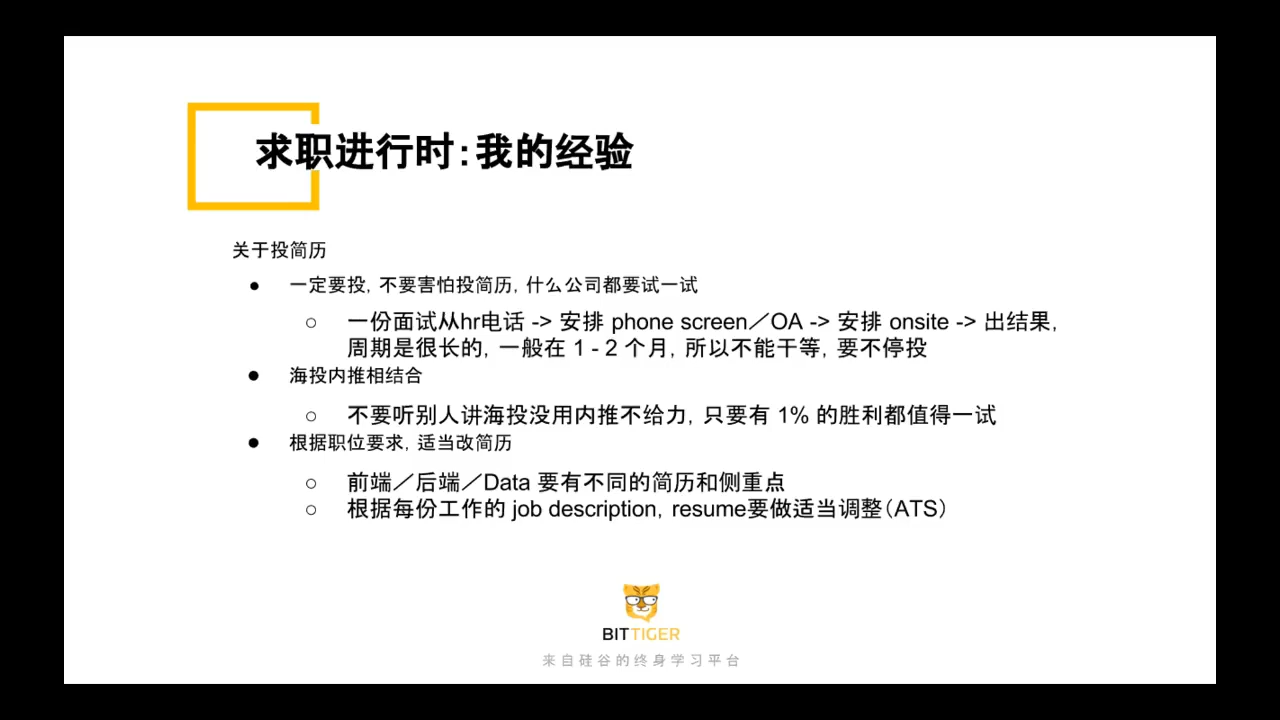 求职进行时:我的经验
关于投简历
● 一定要投, 不要害怕投简历, 什么公司都要试一试
○ 一份面试从hr电话 -> 安排 phone screen／OA -> 安排 onsite -> 出结果,
周期是很长的, 一般在 1 - 2 个月, 所以不能干等, 要不停投
● 海投内推相结合
○ 不要听别人讲海投没用内推不给力, 只要有 1% 的胜利都值得一试
● 根据职位要求, 适当改简历
○ 前端／后端／Data 要有不同的简历和侧重点
○ 根据每份工作的 job description, resume要做适当调整(ATS)
BITTIGER
来自硅谷的终身学习平台